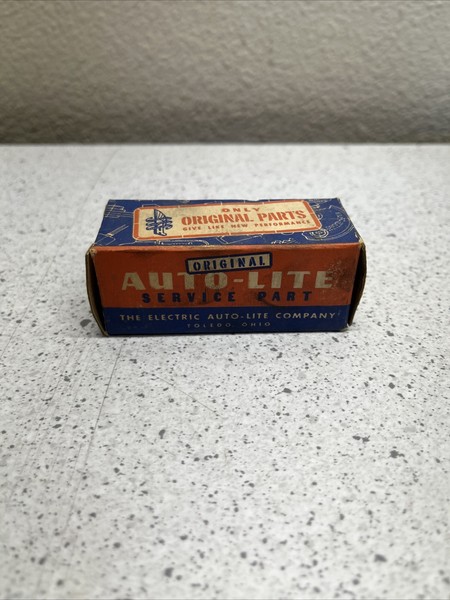 ONLY
ORIGINAL PARTS
GIVE LIKE NEW PERFORMANCE
ORIGINAL
AUTO-LITE
SERVICE PART
THE ELECTRIC AUTO-LITE COMPANY
TOLEDO OHIO